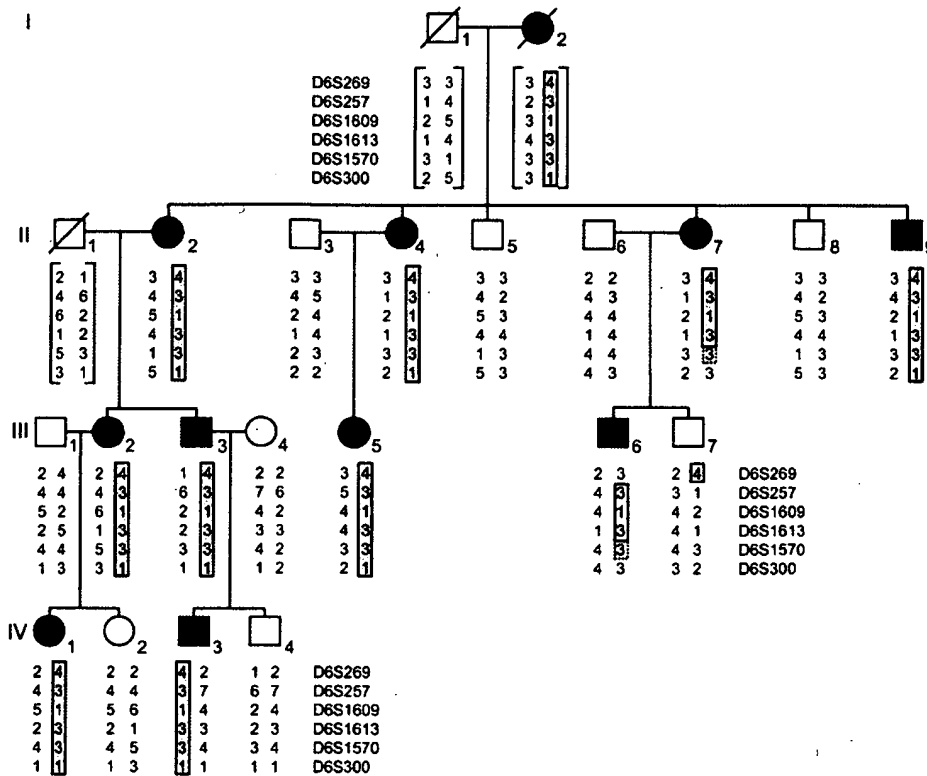 I
1 2
D6S269 3 3 3 4
D6S257 1 4 2 3
D6S1609 2 5 3 1
D6S1613 1 4 4 3
D6S1570 3 1 3 3
D6S300 2 5 3 1
II 1 2 3 4 5 6 7 8 9
2 1 3 4 3 3 3 4 3 3 2 2 3 4 3 3 3 4
4 6 4 3 4 5 1 3 4 2 4 3 1 3 4 2 4 3
6 2 5 1 2 4 2 1 5 3 4 2 2 1 5 3 2 1
1 2 4 3 1 4 1 3 4 4 1 4 1 3 4 4 1 3
5 3 1 3 2 3 3 3 1 3 4 4 3 3 1 3 3 3
3 1 5 1 2 2 2 1 5 3 4 3 2 3 5 3 2 1
III 1 2 3 4 5 6 7
2 4 2 4 1 4 2 2 3 4 2 3 2 4 D6S269
4 4 4 3 6 3 7 6 5 3 4 3 3 1 D6S257
5 2 6 1 2 1 4 2 4 1 4 1 4 2 D6S1609
2 5 1 3 2 3 3 3 4 3 1 3 4 1 D6S1613
4 4 5 3 3 3 4 2 3 3 4 3 4 3 D6S1570
1 3 3 1 1 1 1 2 2 1 4 3 3 2 D6S300
IV 1 2 3 4
2 4 2 2 4 2 1 2 D6S269
4 3 4 4 3 7 6 7 D6S257
5 1 5 6 1 4 2 4 D6S1609
2 3 2 1 3 3 2 3 D6S1613
4 3 4 5 3 4 3 4 D6S1570
1 1 1 3 1 1 1 1 D6S300